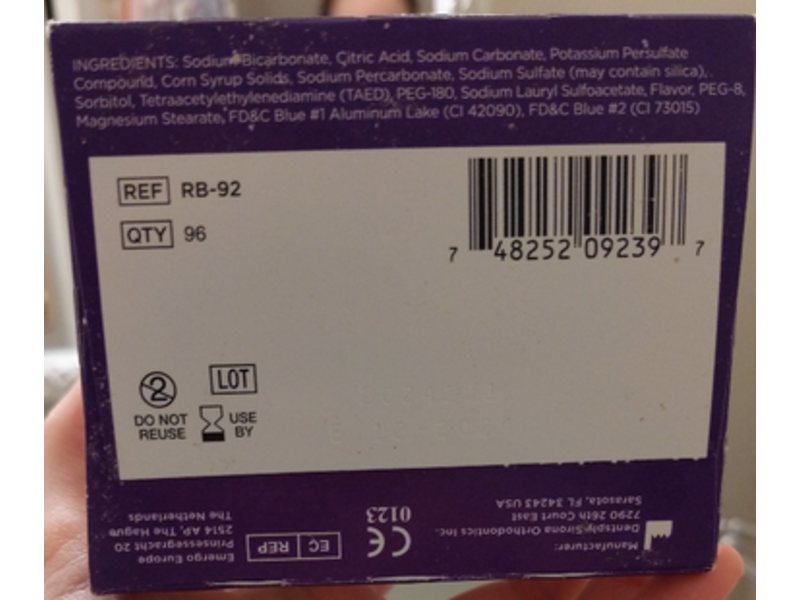 INGREDIENTS: Sodium Bicarbonate, Citric Acid, Sodium Carbonate, Potassium Persulfate
Compound, Corn Syrup Solids, Sodium Percarbonate, Sodium Sulfate (may contain silica),
Sorbitol, Tetraacetylethylenediamine (TAED), PEG-180, Sodium Lauryl Sulfoacetate, Flavor, PEG-8,
Magnesium Stearate, FD&C Blue #1 Aluminum Lake (CI 42090), FD&C Blue #2 (CI 73015)
REF RB-92
QTY 96
7 48252 09239 7
2
DO NOT
REUSE
LOT
USE
BY
Manufacturer:
Dentsply Sirona Orthodontics Inc.
7290 26th Court East
Sarasota, FL 34243 USA
CE
0123
EC REP
Emergo Europe
Prinsessegracht 20
2514 AP, The Hague
The Netherlands